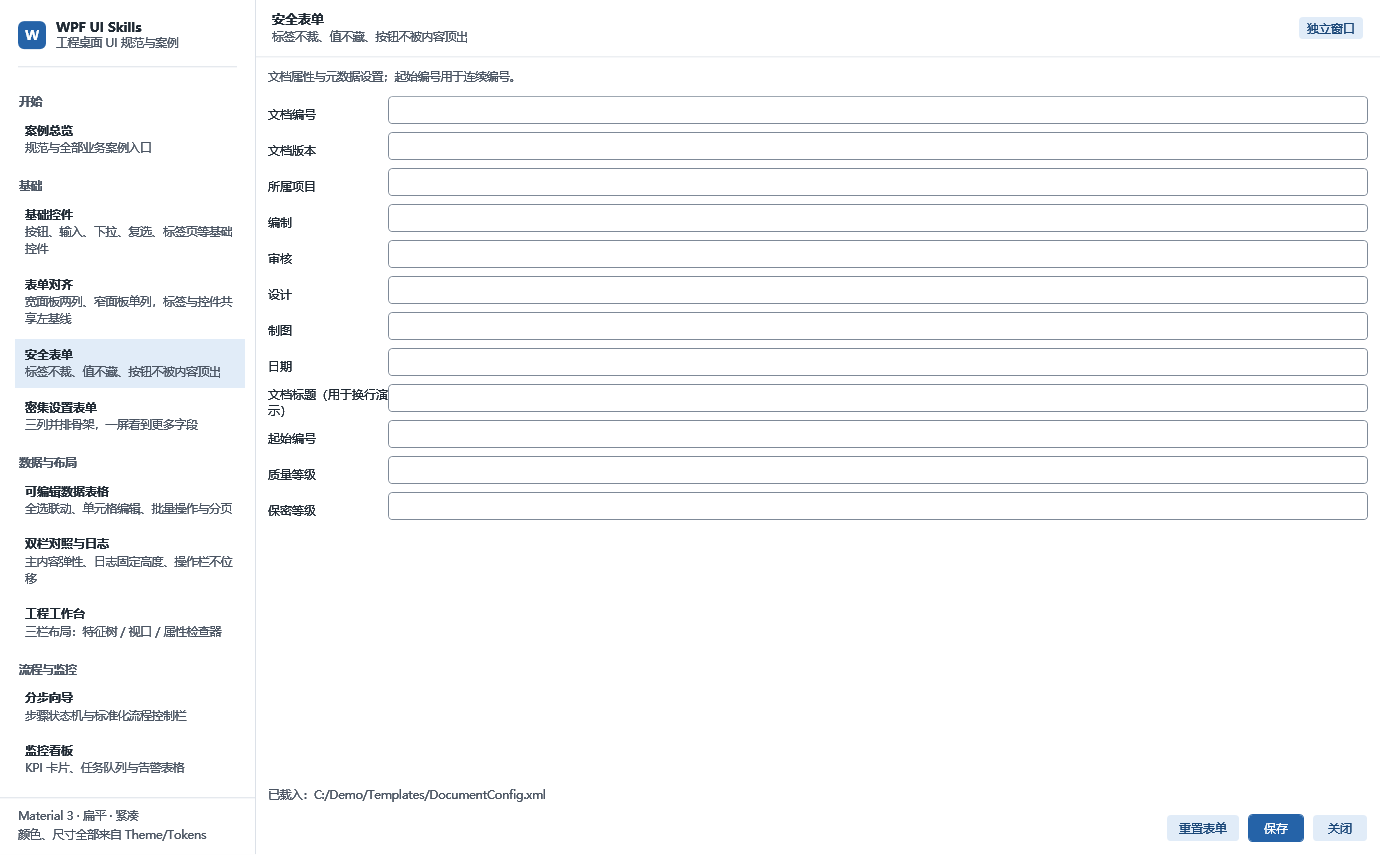 W
WPF UI Skills
工程桌面 UI 规范与案例
开始
案例总览
规范与全部业务案例入口
基础
基础控件
按钮、输入、下拉、复选、标签页等基础
控件
表单对齐
宽面板两列、窄面板单列，标签与控件共
享左基线
安全表单
标签不裁、值不藏、按钮不被内容顶出
密集设置表单
三列并排骨架，一屏看到更多字段
数据与布局
可编辑数据表格
全选联动、单元格编辑、批量操作与分页
双栏对照与日志
主内容弹性、日志固定高度、操作栏不位
移
工程工作台
三栏布局：特征树 / 视口 / 属性检查器
流程与监控
分步向导
步骤状态机与标准化流程控制栏
监控看板
KPI 卡片、任务队列与告警表格
Material 3 · 扁平 · 紧凑
颜色、尺寸全部来自 Theme/Tokens
安全表单
标签不裁、值不藏、按钮不被内容顶出
独立窗口
文档属性与元数据设置；起始编号用于连续编号。
文档编号
文档版本
所属项目
编制
审核
设计
制图
日期
文档标题（用于换行演
示）
起始编号
质量等级
保密等级
已载入：C:/Demo/Templates/DocumentConfig.xml
重置表单
保存
关闭